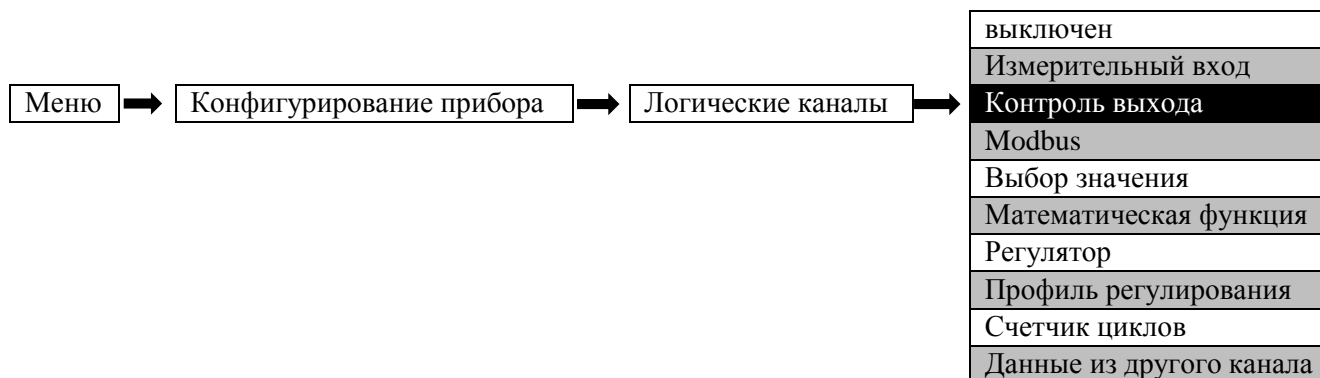 выключен
Измерительный вход
Меню Конфигурирование прибора Логические каналы Контроль выхода
Modbus
Выбор значения
Математическая функция
Регулятор
Профиль регулирования
Счетчик циклов
Данные из другого канала